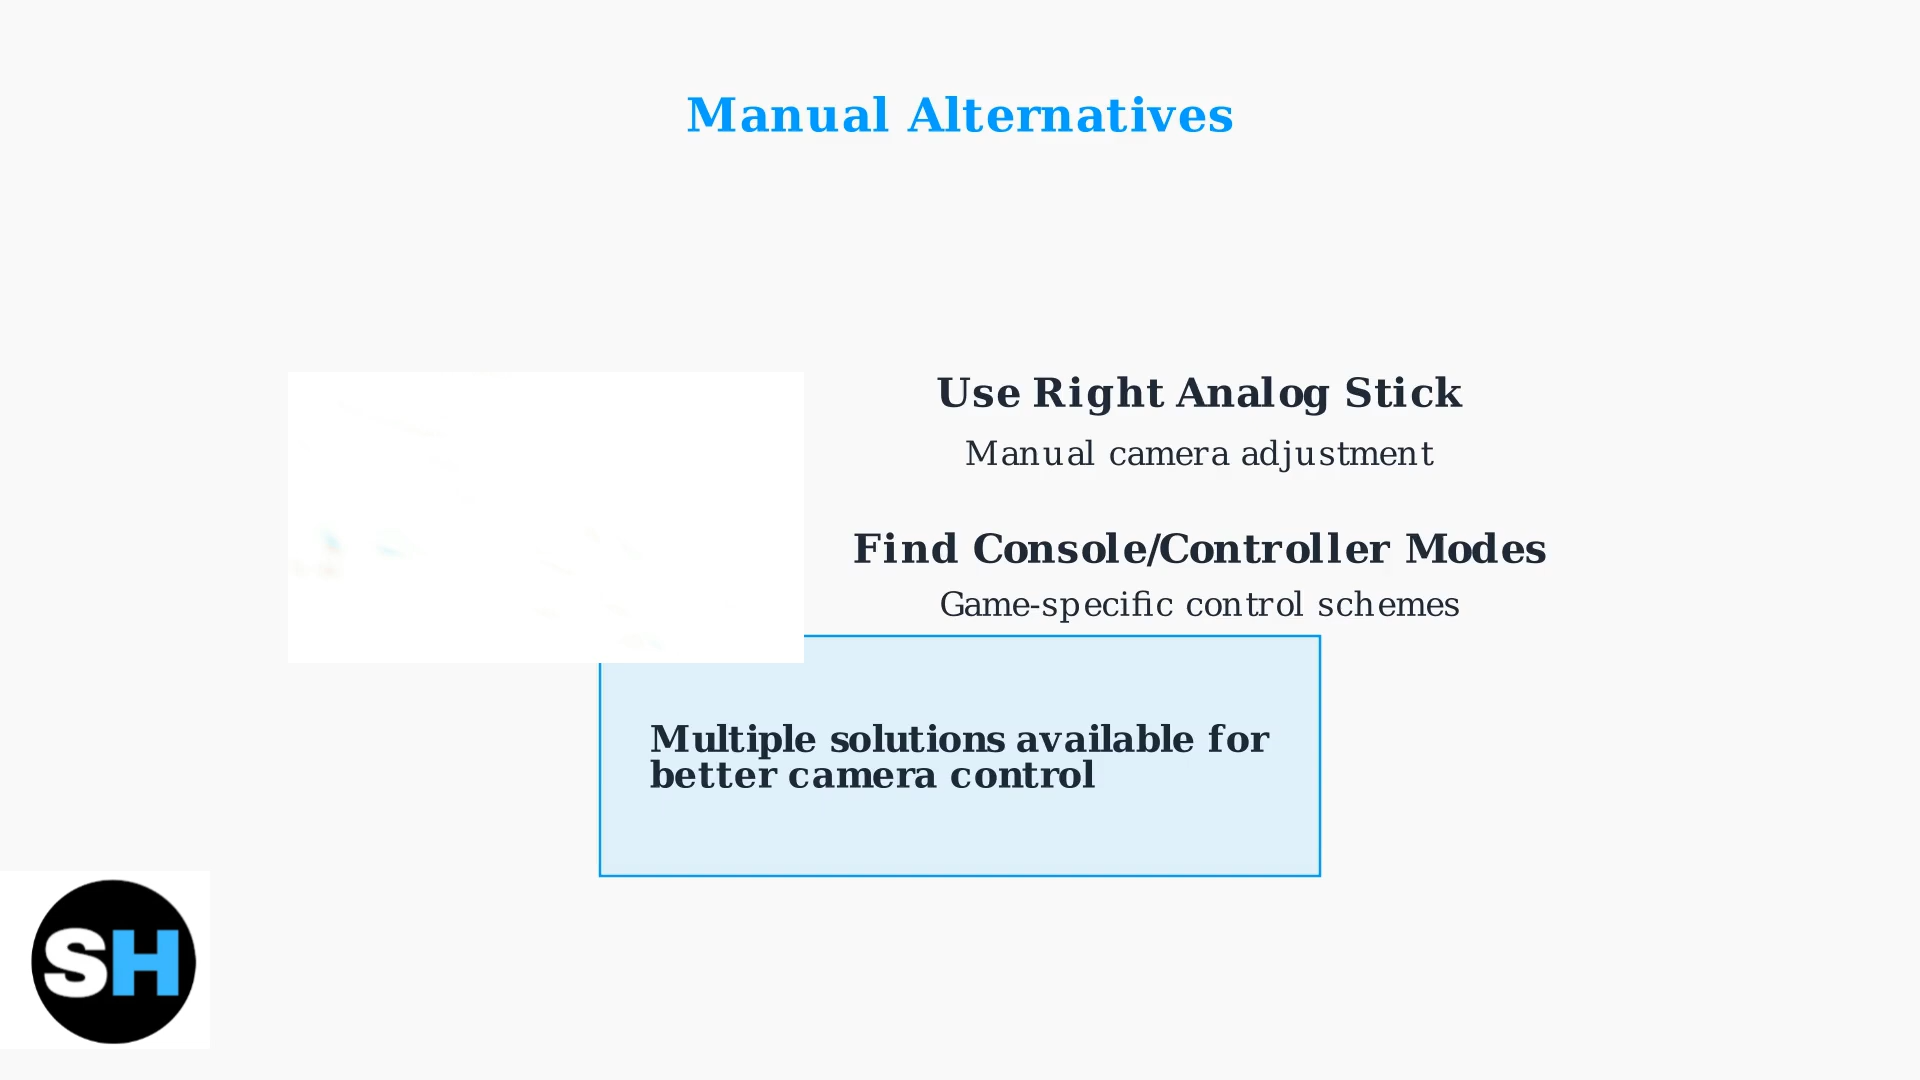 Manual Alternatives
Use Right Analog Stick
Manual camera adjustment
Find Console/Controller Modes
Game-specific control schemes
Multiple solutions available for
better camera control
SH